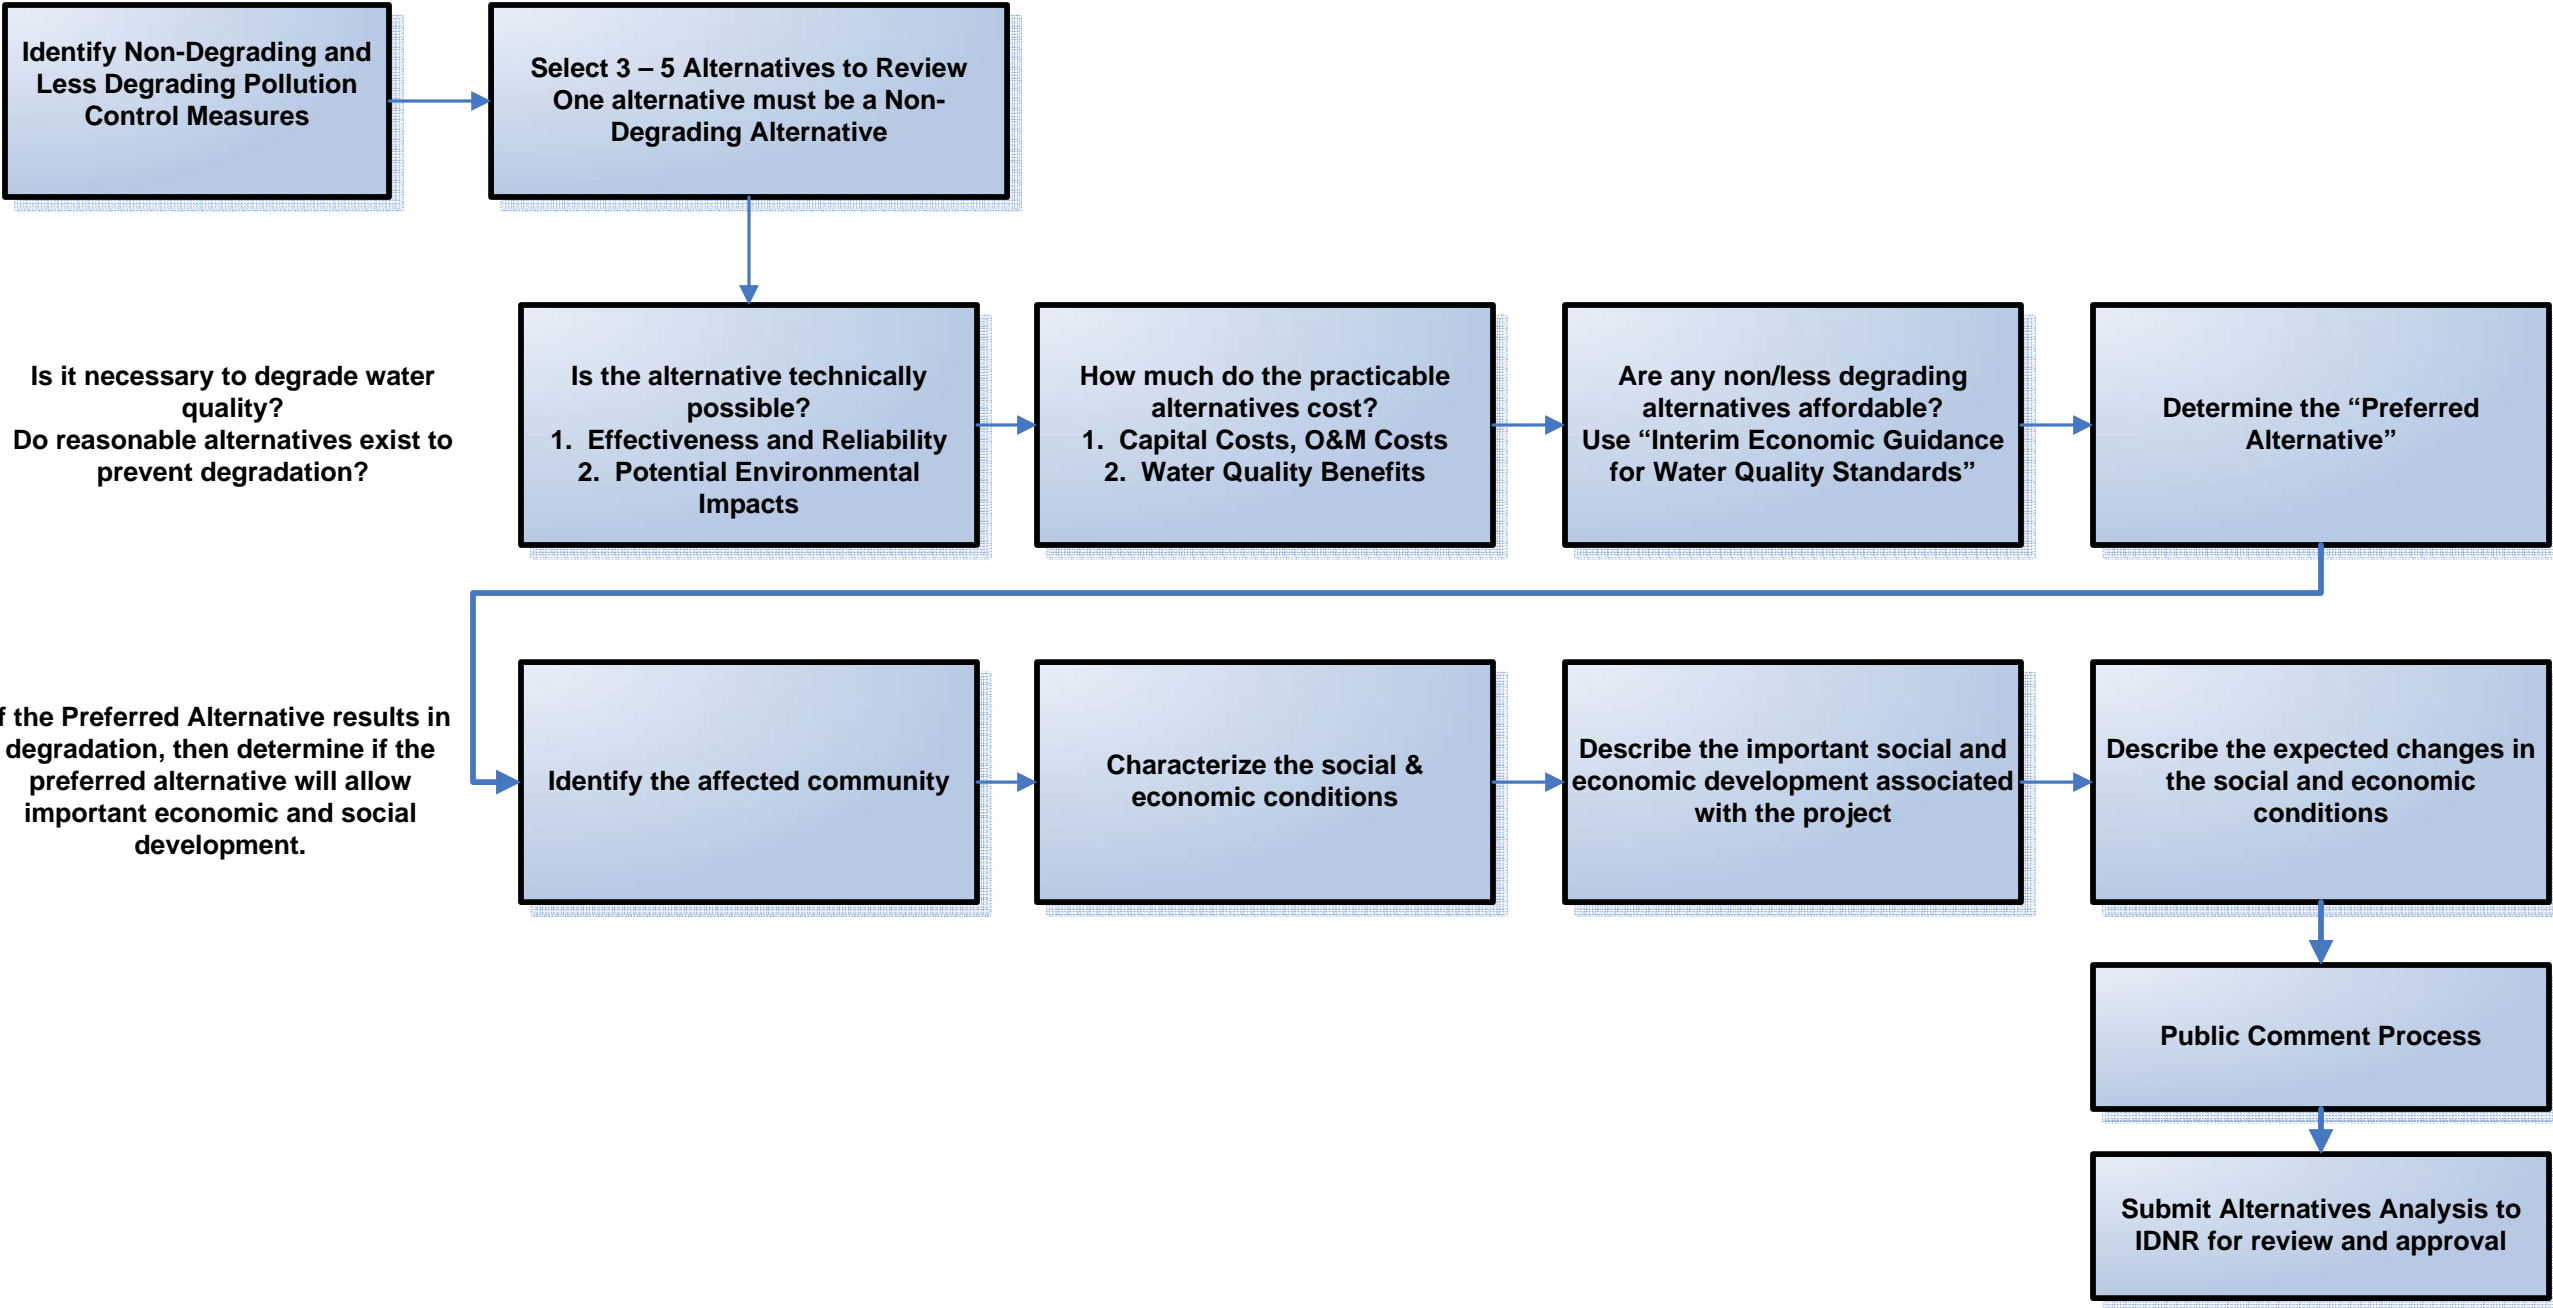 Identify Non-Degrading and
Less Degrading Pollution
Control Measures
Select 3 – 5 Alternatives to Review
One alternative must be a Non-
Degrading Alternative
Is it necessary to degrade water
quality?
Do reasonable alternatives exist to
prevent degradation?
Is the alternative technically
possible?
1. Effectiveness and Reliability
2. Potential Environmental
Impacts
How much do the practicable
alternatives cost?
1. Capital Costs, O&M Costs
2. Water Quality Benefits
Are any non/less degrading
alternatives affordable?
Use “Interim Economic Guidance
for Water Quality Standards”
Determine the “Preferred
Alternative”
f the Preferred Alternative results in
degradation, then determine if the
preferred alternative will allow
important economic and social
development.
Identify the affected community
Characterize the social &
economic conditions
Describe the important social and
economic development associated
with the project
Describe the expected changes in
the social and economic
conditions
Public Comment Process
Submit Alternatives Analysis to
IDNR for review and approval